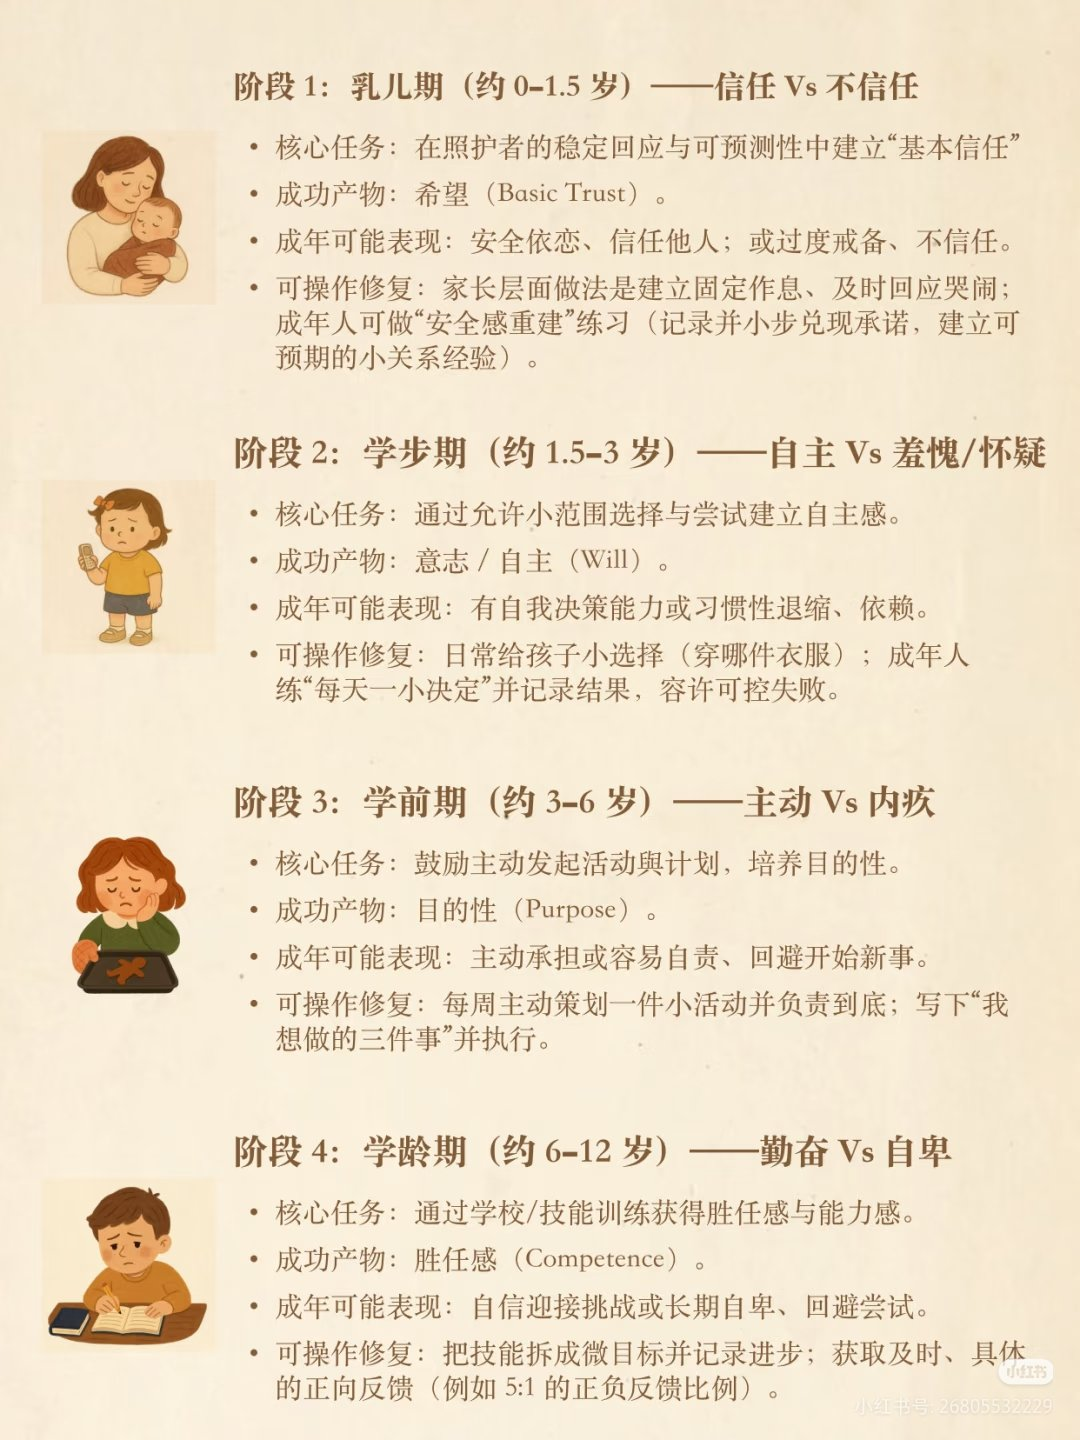 阶段 1：乳儿期（约 0–1.5 岁）——信任 Vs 不信任
• 核心任务：在照护者的稳定回应与可预测性中建立“基本信任”
• 成功产物：希望（Basic Trust）。
• 成年可能表现：安全依恋、信任他人；或过度戒备、不信任。
• 可操作修复：家长层面做法是建立固定作息、及时回应哭闹；
成年人可做“安全感重建”练习（记录并小步兑现承诺，建立可
预期的小关系经验）。
阶段 2：学步期（约 1.5–3 岁）——自主 Vs 羞愧/怀疑
• 核心任务：通过允许小范围选择与尝试建立自主感。
• 成功产物：意志 / 自主（Will）。
• 成年可能表现：有自我决策能力或习惯性退缩、依赖。
• 可操作修复：日常给孩子小选择（穿哪件衣服）；成年人
练“每天一小决定”并记录结果，容许可控失败。
阶段 3：学前期（约 3–6 岁）——主动 Vs 内疚
• 核心任务：鼓励主动发起活动與计划，培养目的性。
• 成功产物：目的性（Purpose）。
• 成年可能表现：主动承担或容易自责、回避开始新事。
• 可操作修复：每周主动策划一件小活动并负责到底；写下“我
想做的三件事”并执行。
阶段 4：学龄期（约 6–12 岁）——勤奋 Vs 自卑
• 核心任务：通过学校/技能训练获得胜任感与能力感。
• 成功产物：胜任感（Competence）。
• 成年可能表现：自信迎接挑战或长期自卑、回避尝试。
• 可操作修复：把技能拆成微目标并记录进步；获取及时、具体
的正向反馈（例如 5:1 的正负反馈比例）。
小红书
小红书号: 26805532229